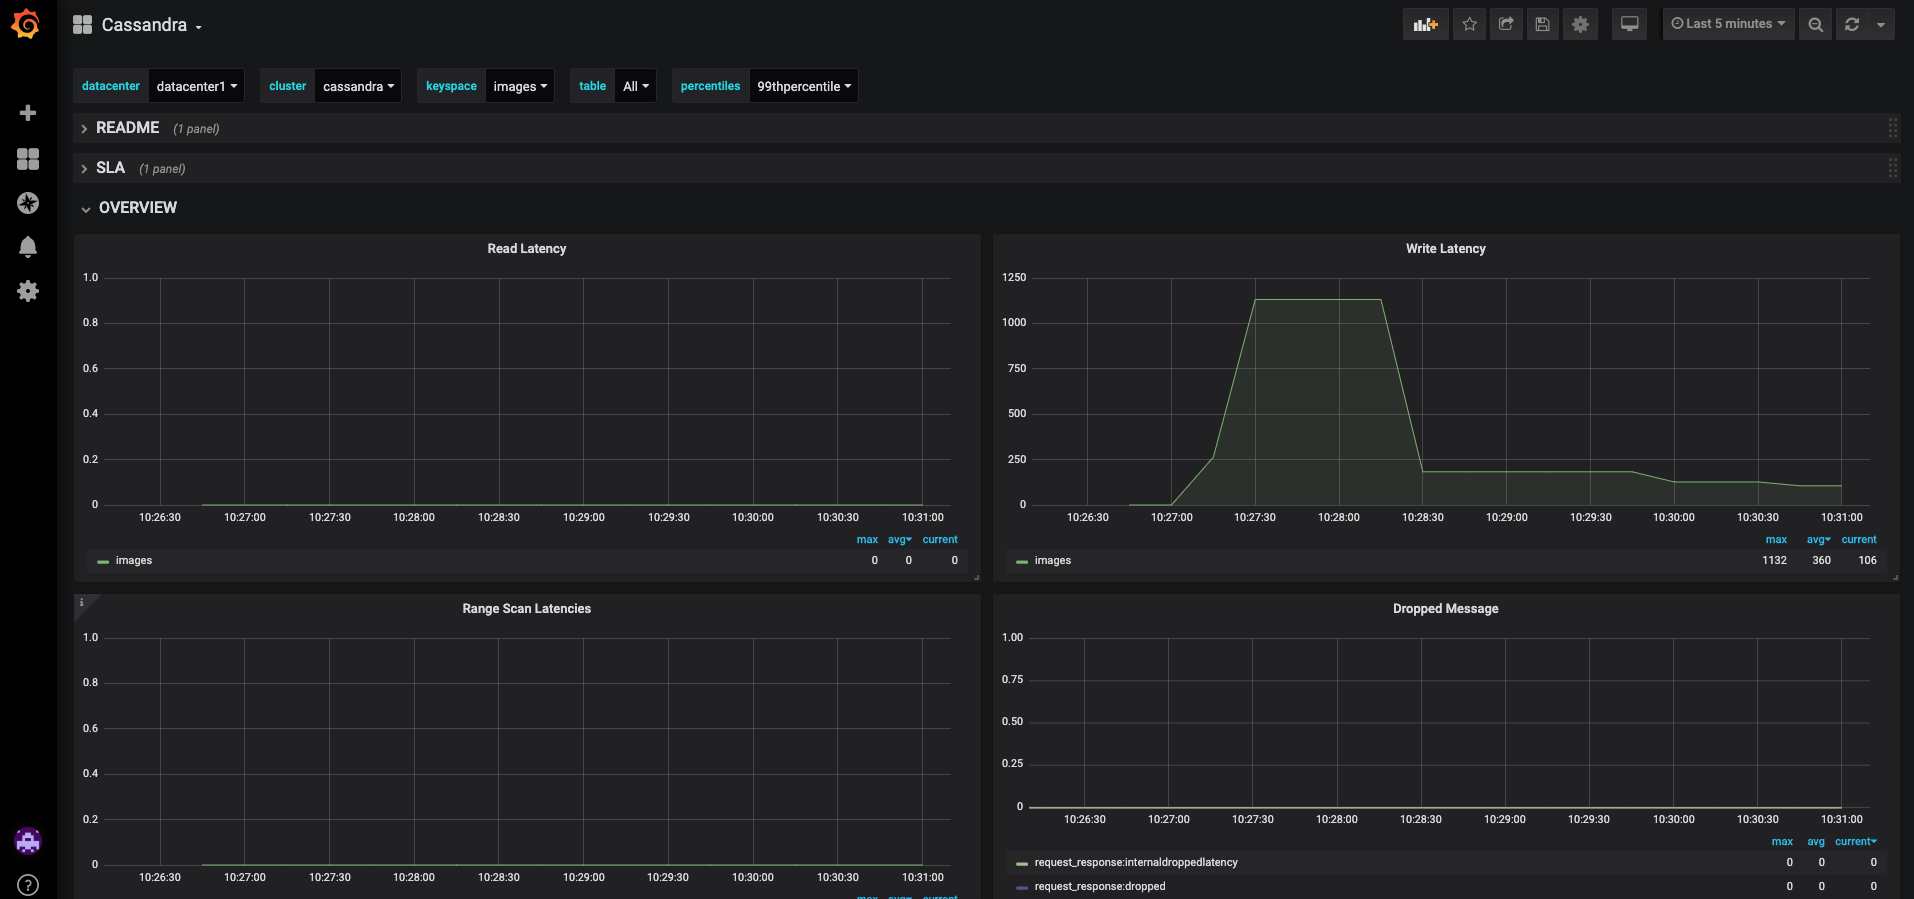 Cassandra
Last 5 minutes
datacenter datacenter1 cluster cassandra keyspace images table All percentiles 99thpercentile
README (1 panel)
SLA (1 panel)
OVERVIEW
Read Latency
1.0
0.8
0.6
0.4
0.2
0
10:26:30 10:27:00 10:27:30 10:28:00 10:28:30 10:29:00 10:29:30 10:30:00 10:30:30 10:31:00
max avg current
images 0 0 0
Write Latency
1250
1000
750
500
250
0
10:26:30 10:27:00 10:27:30 10:28:00 10:28:30 10:29:00 10:29:30 10:30:00 10:30:30 10:31:00
max avg current
images 1132 360 106
i
Range Scan Latencies
1.0
0.8
0.6
0.4
0.2
0
10:26:30 10:27:00 10:27:30 10:28:00 10:28:30 10:29:00 10:29:30 10:30:00 10:30:30 10:31:00
max avg current
Dropped Message
1.00
0.75
0.50
0.25
0
10:26:30 10:27:00 10:27:30 10:28:00 10:28:30 10:29:00 10:29:30 10:30:00 10:30:30 10:31:00
max avg current
request_response:internaldroppedlatency 0 0 0
request_response:dropped 0 0 0